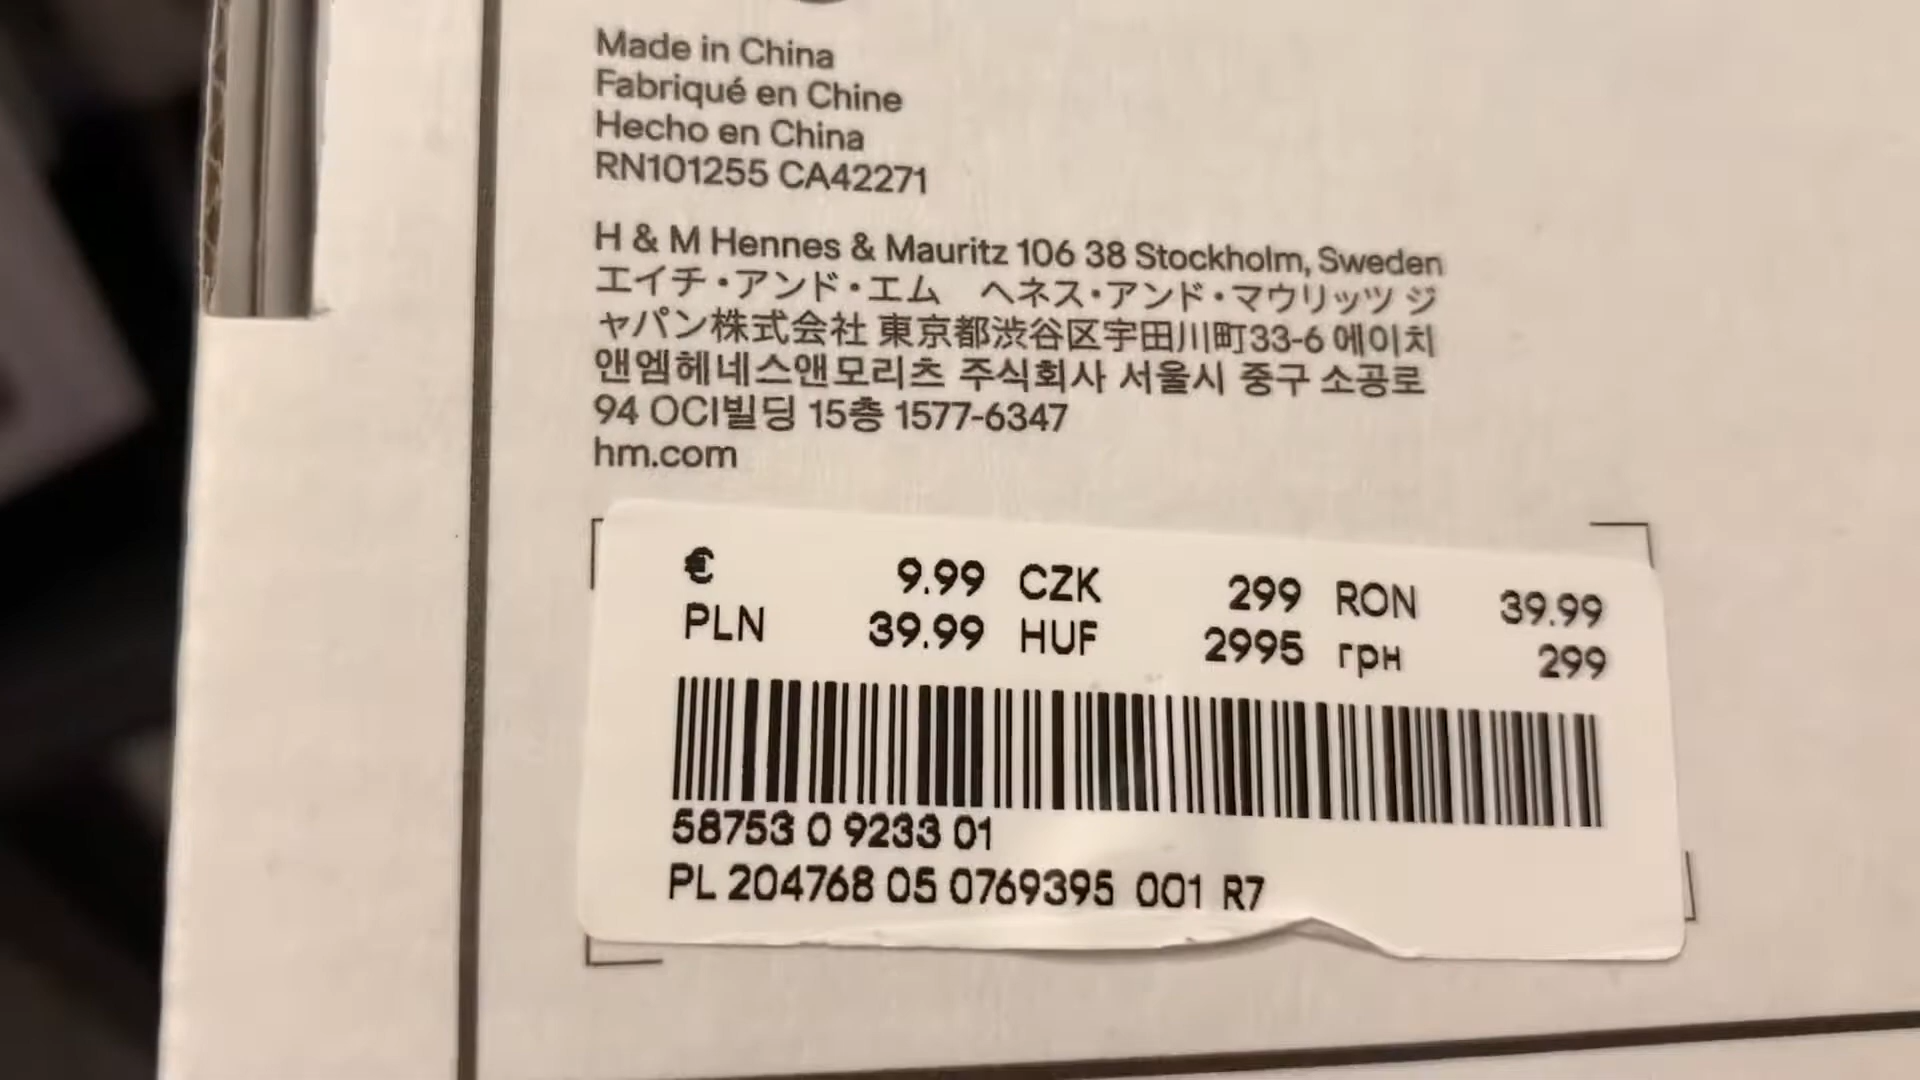 Made in China
Fabriqué en Chine
Hecho en China
RN101255 CA42271
H & M Hennes & Mauritz 106 38 Stockholm, Sweden
エイチ・アンド・エム　ヘネス・アンド・マウリッツ ジ
ャパン株式会社 東京都渋谷区宇田川町33-6 에이치
앤엠헤네스앤모리츠 주식회사 서울시 중구 소공로
94 OCI빌딩 15층 1577-6347
hm.com
€ 9.99 CZK 299 RON 39.99
PLN 39.99 HUF 2995 грн 299
58753 0 9233 01
PL 204768 05 0769395 001 R7